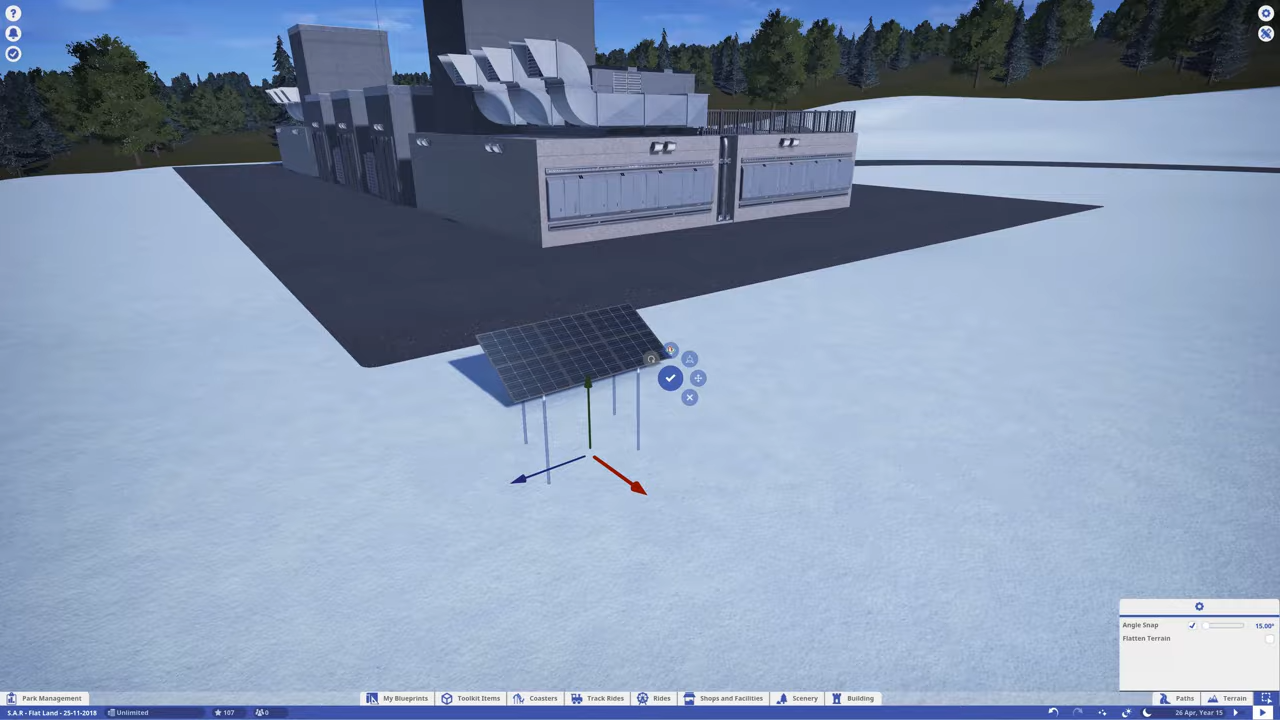 ?
Angle Snap 15.00°
Flatten Terrain
Park Management My Blueprints Toolkit Items Coasters Track Rides Rides Shops and Facilities Scenery Building Paths Terrain
S.A.R - Flat Land - 25-11-2018 Unlimited 107 0 26 Apr, Year 15